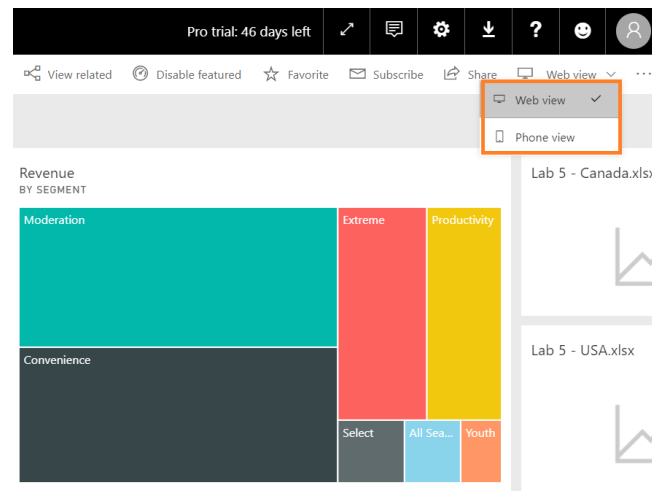 Pro trial: 46 days left
?
View related Disable featured Favorite Subscribe Share Web view ...
Web view
Phone view
Revenue
BY SEGMENT
Moderation Extreme Productivity
Convenience
Select All Sea... Youth
Lab 5 - Canada.xlsx
Lab 5 - USA.xlsx